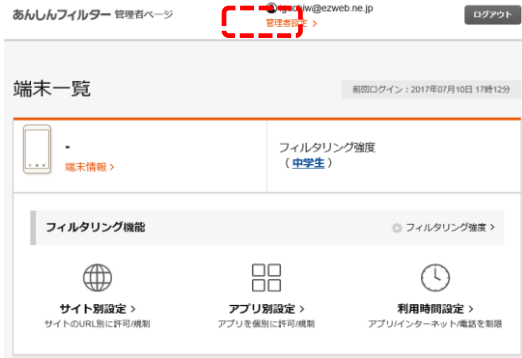 あんしんフィルター 管理者ページ
@ezweb.ne.jp
管理者設定 >
ログアウト
端末一覧
前回ログイン：2017年07月10日 17時12分
-
端末情報 >
フィルタリング強度
（中学生）
フィルタリング機能
フィルタリング強度 >
サイト別設定 >
サイトのURL別に許可/規制
アプリ別設定 >
アプリを個別に許可/規制
利用時間設定 >
アプリ/インターネット/電話を制限